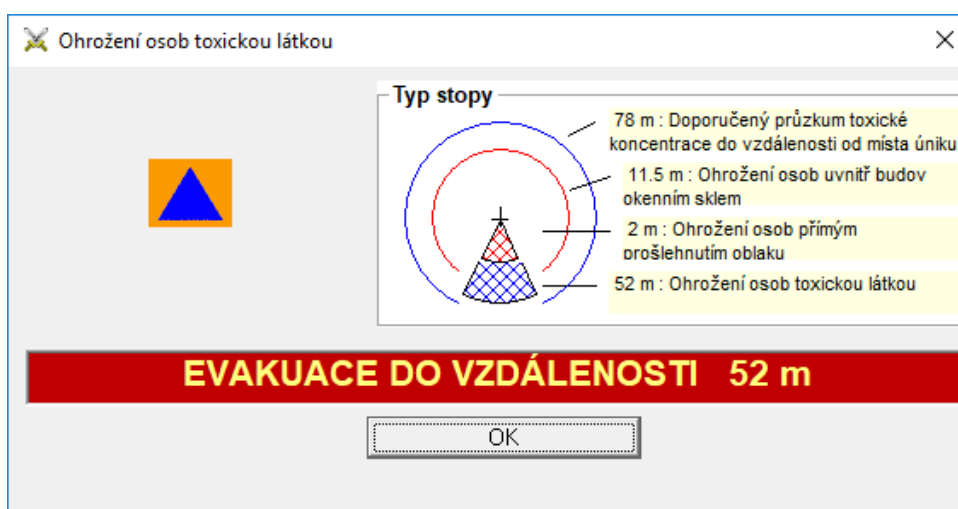 Ohrožení osob toxickou látkou
Typ stopy
78 m : Doporučený průzkum toxické
koncentrace do vzdálenosti od místa úniku
11.5 m : Ohrožení osob uvnitř budov
okenním sklem
2 m : Ohrožení osob přímým
prošlehnutím oblaku
52 m : Ohrožení osob toxickou látkou
EVAKUACE DO VZDÁLENOSTI 52 m
OK